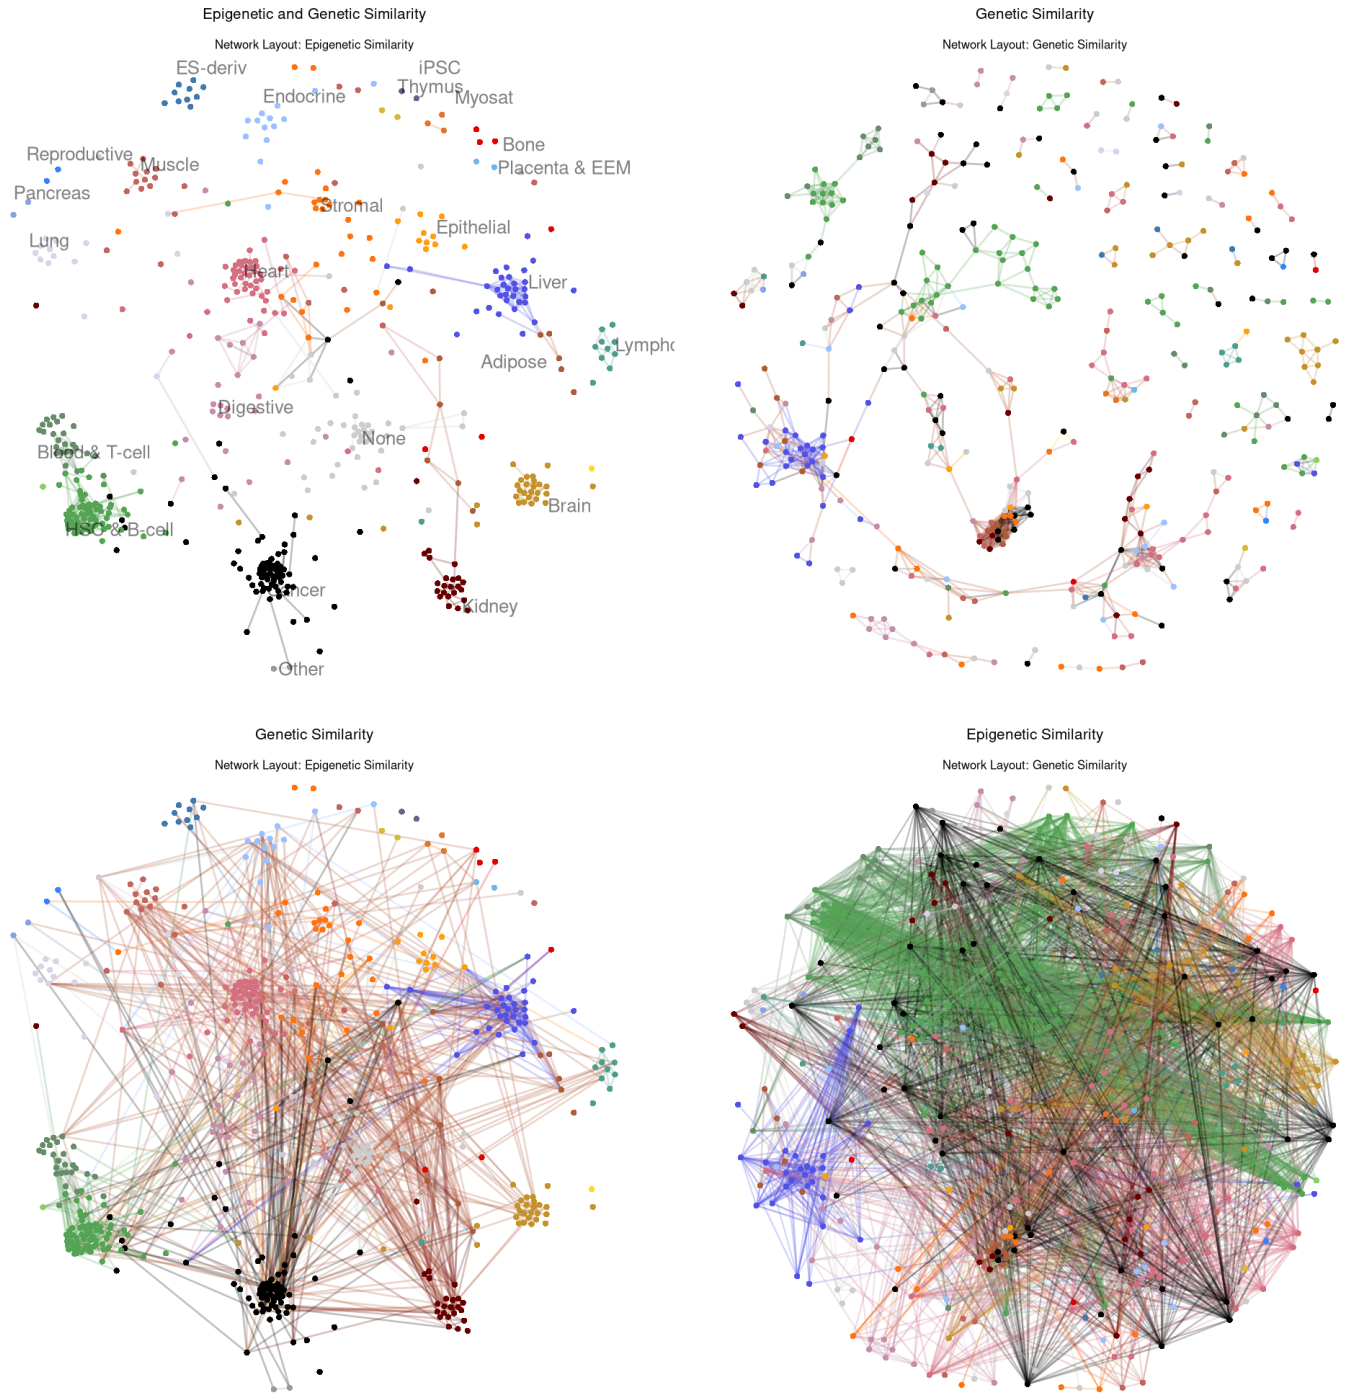 Epigenetic and Genetic Similarity
Network Layout: Epigenetic Similarity
ES-deriv
iPSC
Endocrine
Thymus
Myosat
Bone
Reproductive
Muscle
Placenta & EEM
Pancreas
Stromal
Lung
Epithelial
Heart
Liver
Adipose
Lympho
Digestive
None
Blood & T-cell
Brain
HSC & B-cell
Cancer
Kidney
Other
Genetic Similarity
Network Layout: Genetic Similarity
Genetic Similarity
Network Layout: Epigenetic Similarity
Epigenetic Similarity
Network Layout: Genetic Similarity